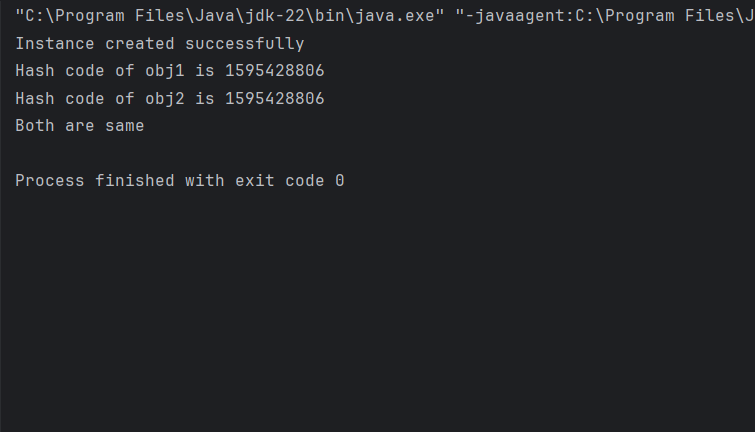 "C:\Program Files\Java\jdk-22\bin\java.exe" "-javaagent:C:\Program Files\J
Instance created successfully
Hash code of obj1 is 1595428806
Hash code of obj2 is 1595428806
Both are same
Process finished with exit code 0